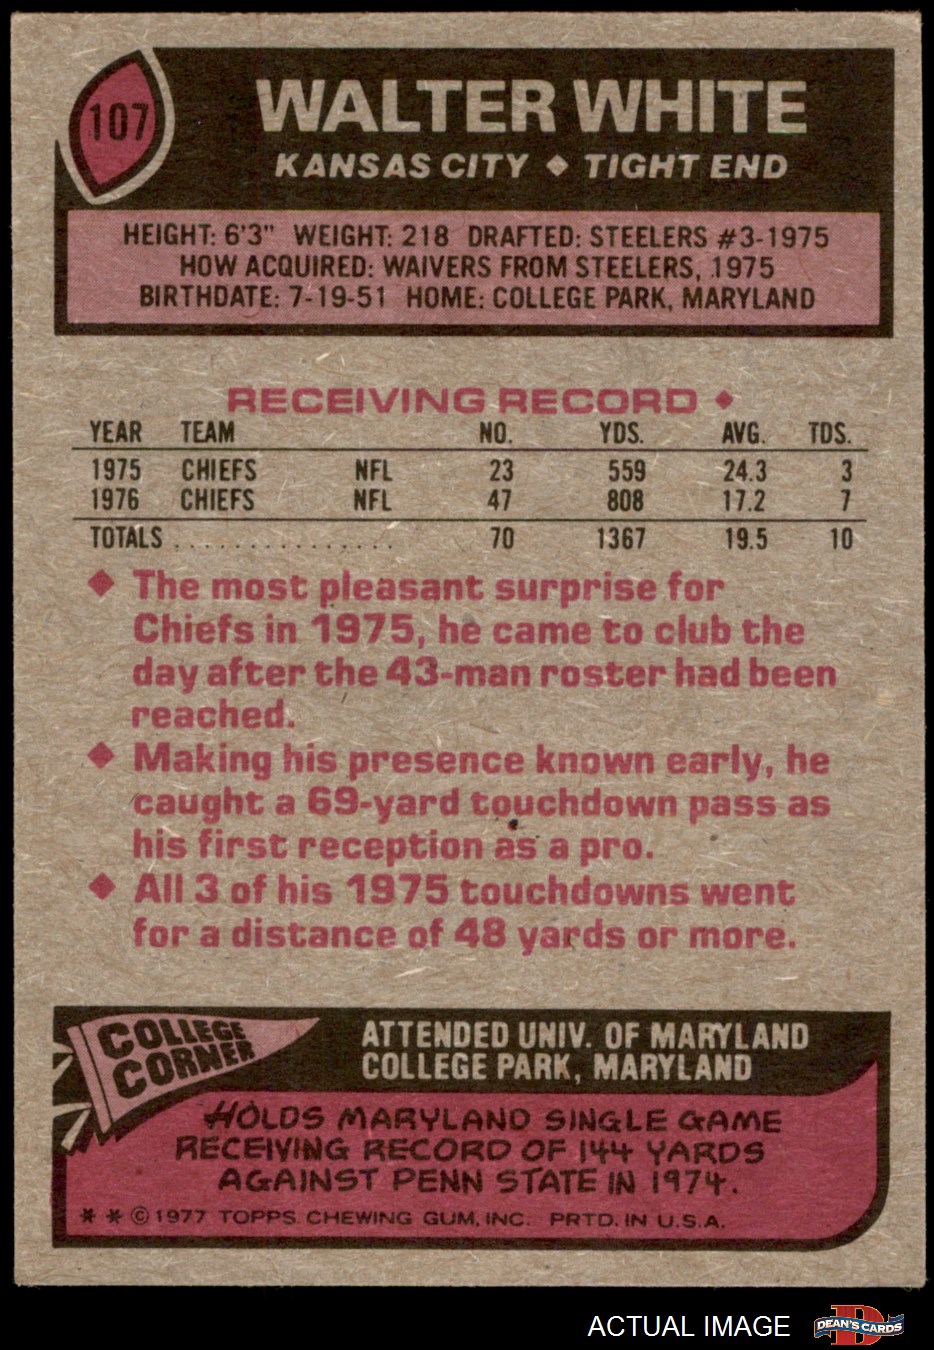 107
WALTER WHITE
KANSAS CITY ◆ TIGHT END
HEIGHT: 6'3" WEIGHT: 218 DRAFTED: STEELERS #3-1975
HOW ACQUIRED: WAIVERS FROM STEELERS, 1975
BIRTHDATE: 7-19-51 HOME: COLLEGE PARK, MARYLAND
RECEIVING RECORD ◆
YEAR TEAM NO. YDS. AVG. TDS.
1975 CHIEFS NFL 23 559 24.3 3
1976 CHIEFS NFL 47 808 17.2 7
TOTALS . . . . . . . . . . . . . . . 70 1367 19.5 10
◆ The most pleasant surprise for
Chiefs in 1975, he came to club the
day after the 43-man roster had been
reached.
◆ Making his presence known early, he
caught a 69-yard touchdown pass as
his first reception as a pro.
◆ All 3 of his 1975 touchdowns went
for a distance of 48 yards or more.
COLLEGE
CORNER
ATTENDED UNIV. OF MARYLAND
COLLEGE PARK, MARYLAND
HOLDS MARYLAND SINGLE GAME
RECEIVING RECORD OF 144 YARDS
AGAINST PENN STATE IN 1974.
* * © 1977 TOPPS CHEWING GUM, INC. PRTD. IN U.S.A.
ACTUAL IMAGE
D
DEAN'S CARDS